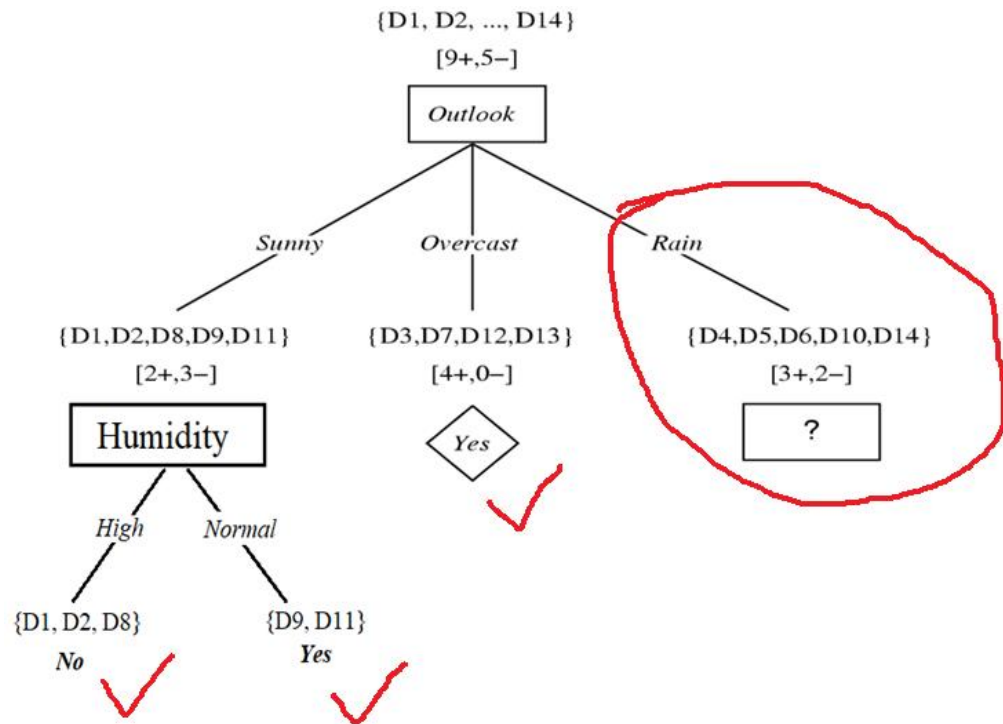 {D1, D2, ..., D14}
[9+,5−]
Outlook
Sunny
Overcast
Rain
{D1,D2,D8,D9,D11}
{D3,D7,D12,D13}
{D4,D5,D6,D10,D14}
[2+,3−]
[4+,0−]
[3+,2−]
Humidity
Yes
?
High
Normal
{D1, D2, D8}
{D9, D11}
No
Yes